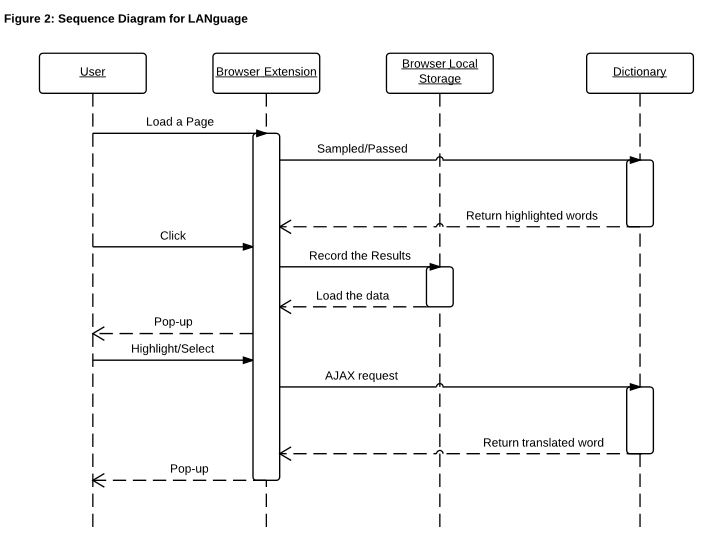 Figure 2: Sequence Diagram for LANguage
User
Browser Extension
Browser Local
Storage
Dictionary
Load a Page
Sampled/Passed
Return highlighted words
Click
Record the Results
Load the data
Pop-up
Highlight/Select
AJAX request
Return translated word
Pop-up